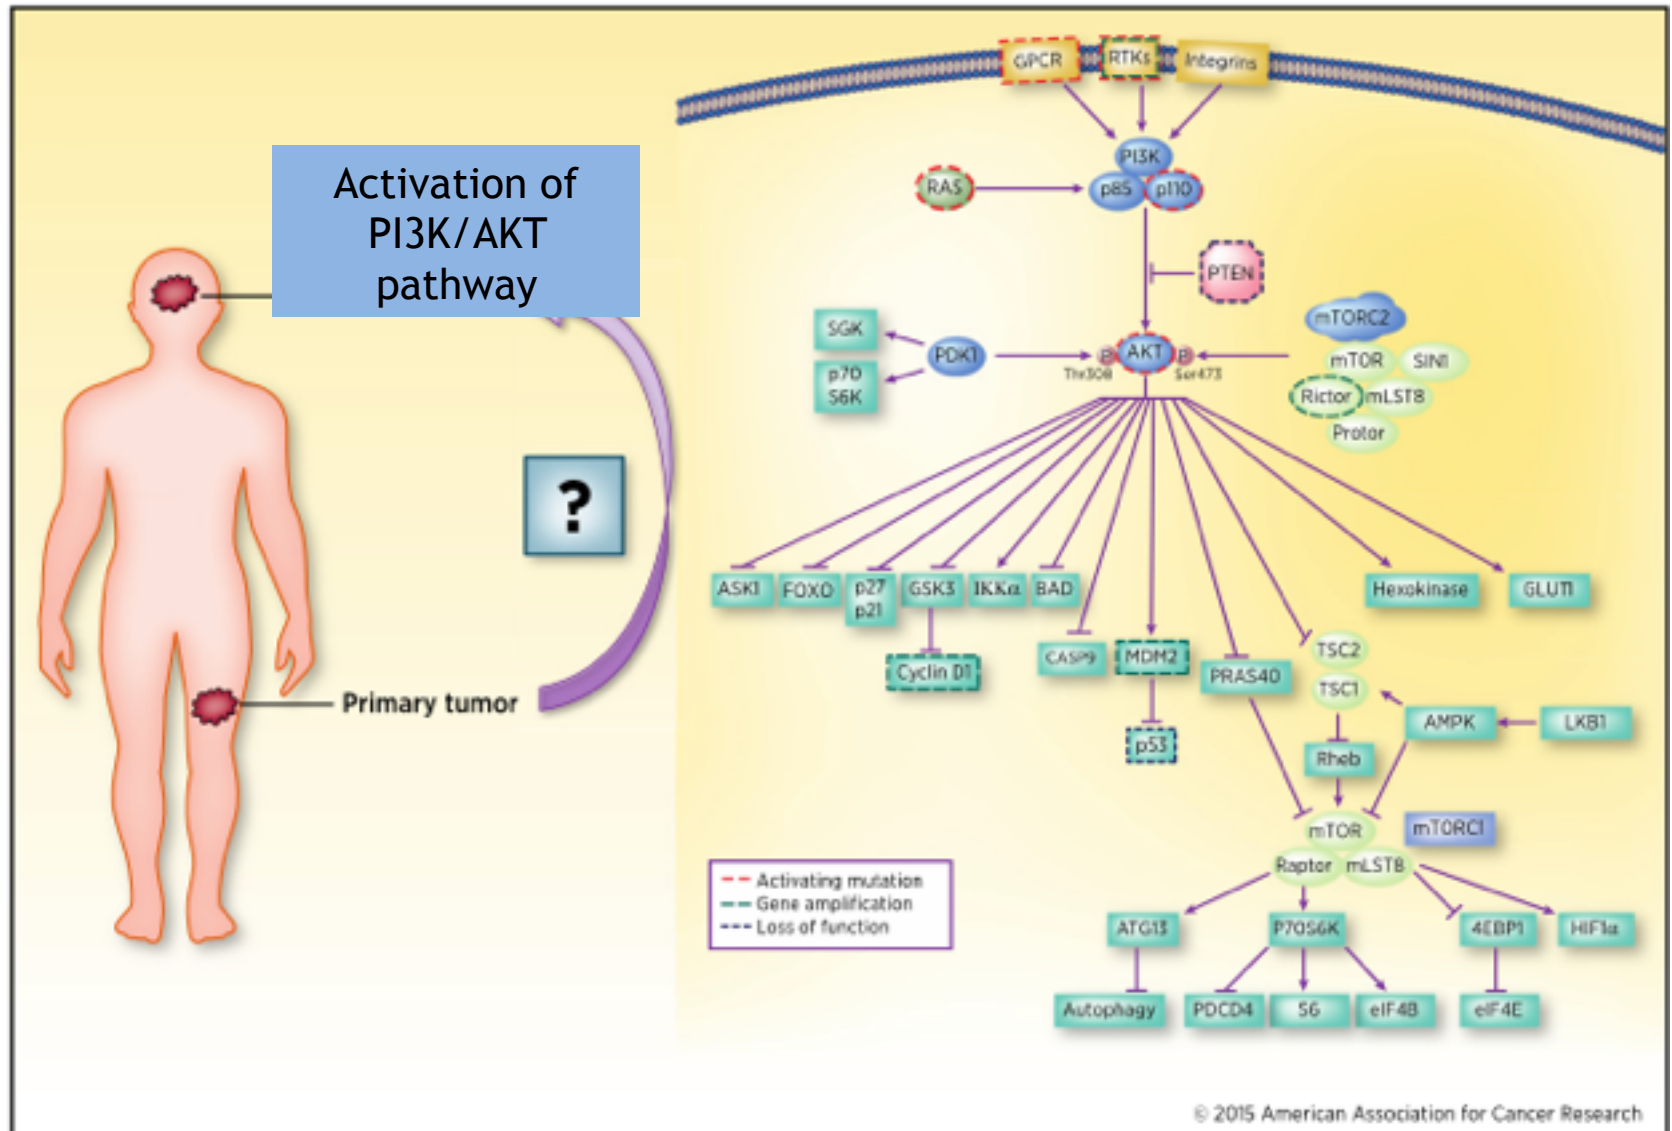 Activation of
PI3K/AKT
pathway
?
Primary tumor
GPCR
RTKs
Integrins
PI3K
p85
p110
RAS
PTEN
SGK
p70
S6K
PDK1
P
AKT
P
Thr308
Ser473
mTORC2
mTOR
SIN1
Rictor
mLST8
Protor
ASK1
FOXO
p27
p21
GSK3
IKKα
BAD
Hexokinase
GLUT1
Cyclin D1
CASP9
MDM2
PRAS40
TSC2
TSC1
p53
AMPK
LKB1
Rheb
mTOR
mTORC1
Raptor
mLST8
Activating mutation
Gene amplification
Loss of function
ATG13
P70S6K
4EBP1
HIF1α
Autophagy
PDCD4
S6
eIF4B
eIF4E
© 2015 American Association for Cancer Research